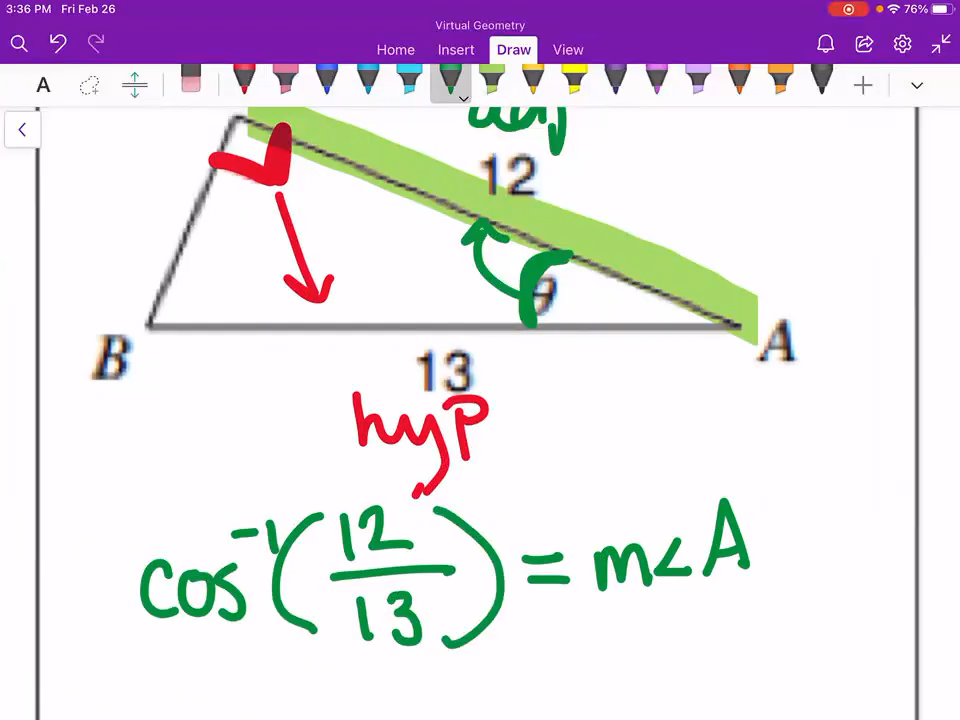 3:36 PM Fri Feb 26
76%
Virtual Geometry
Home Insert Draw View
A
adj
12
θ
B
A
13
hyp
cos⁻¹(12/13) = m∠A